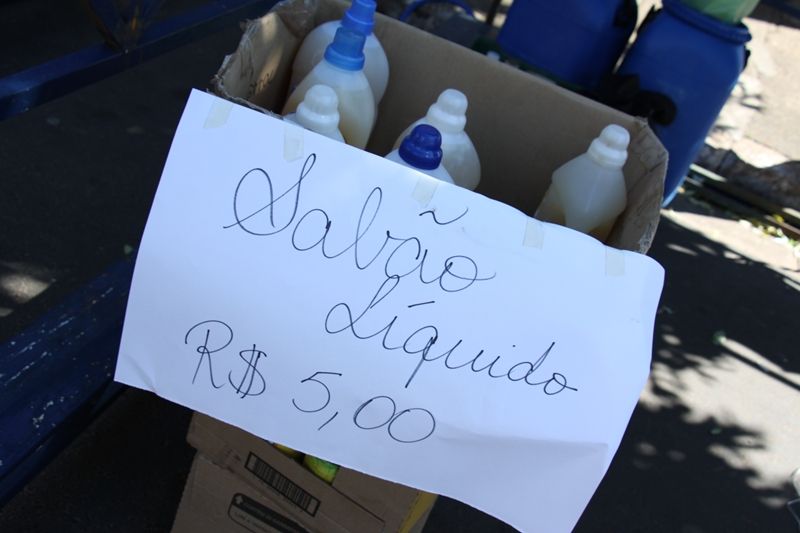 Sabão
Líquido
R$ 5,00